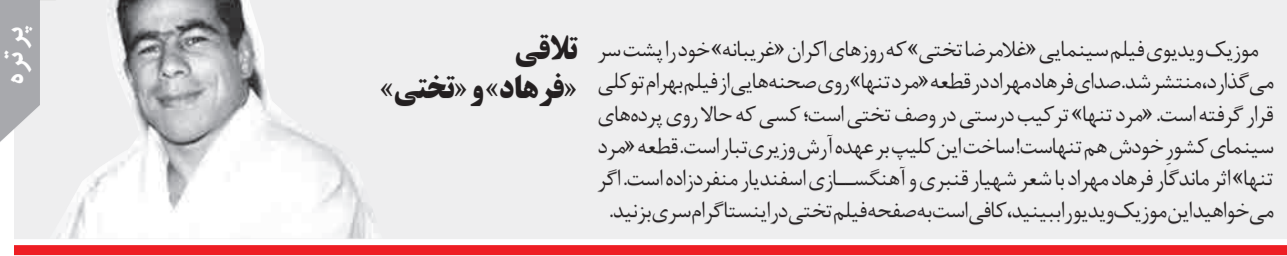 پرتره
تلاقی
«فرهاد» و «تختی»
موزیک ویدیوی فیلم سینمایی «غلامرضا تختی» که روزهای اکران «غریبانه» خود را پشت سر
می گذارد، منتشر شد. صدای فرهاد مهراد در قطعه «مرد تنها» روی صحنه‌هایی از فیلم بهرام توکلی
قرار گرفته است. «مرد تنها» ترکیب درستی در وصف تختی است؛ کسی که حالا روی پرده‌های
سینمای کشورِ خودش هم تنهاست! ساخت این کلیپ بر عهده آرش وزیری تبار است. قطعه «مرد
تنها» اثر ماندگار فرهاد مهراد با شعر شهیار قنبری و آهنگسازی اسفندیار منفردزاده است. اگر
می خواهید این موزیک ویدیو را ببینید، کافی است به صفحه فیلم تختی در اینستاگرام سری بزنید.